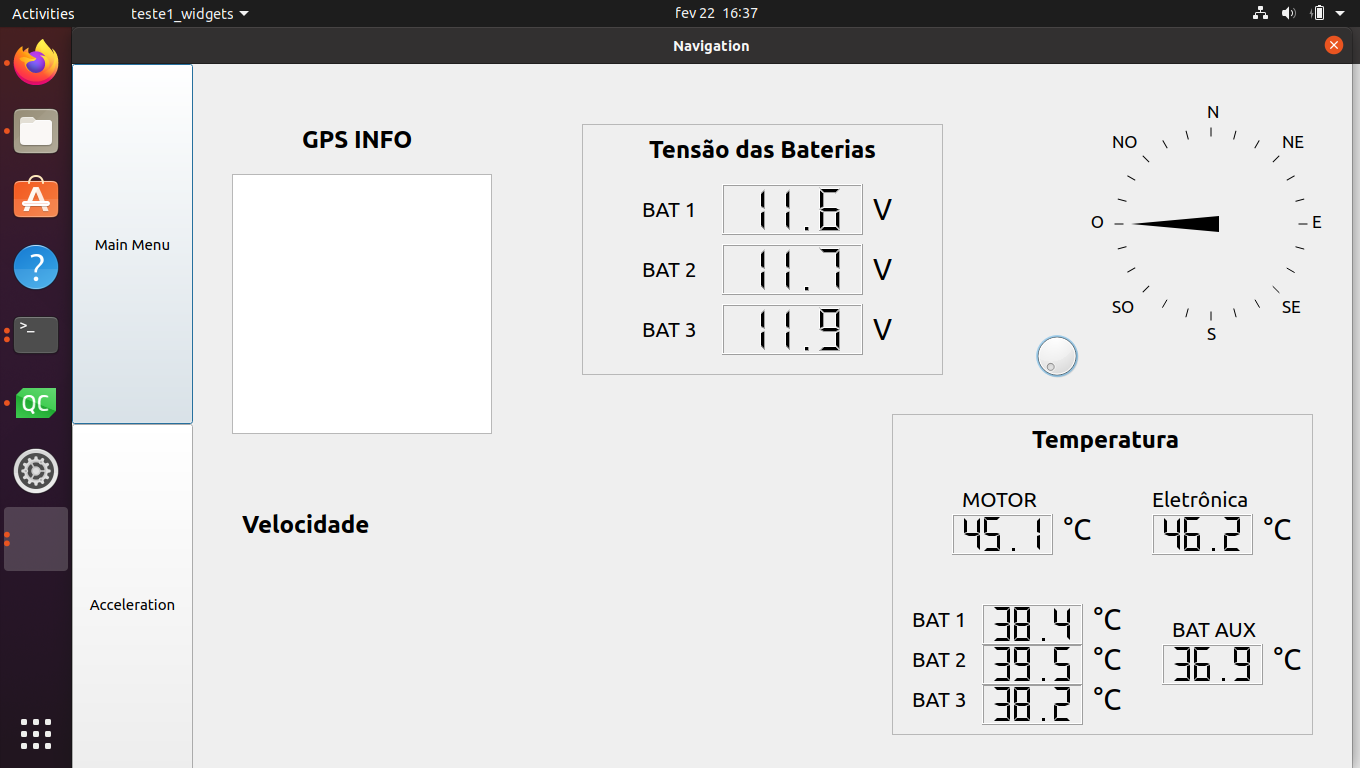 Activities
teste1_widgets
fev 22 16:37
Navigation
Main Menu
Acceleration
GPS INFO
Velocidade
Tensão das Baterias
BAT 1 11.6 V
BAT 2 11.7 V
BAT 3 11.9 V
N
NO NE
O E
SO SE
S
Temperatura
MOTOR Eletrônica
45.1 °C 46.2 °C
BAT 1 38.4 °C
BAT 2 39.5 °C
BAT 3 38.2 °C
BAT AUX
36.9 °C
>_
QC
?